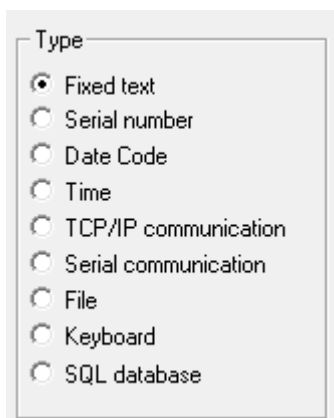 Type
Fixed text
Serial number
Date Code
Time
TCP/IP communication
Serial communication
File
Keyboard
SQL database